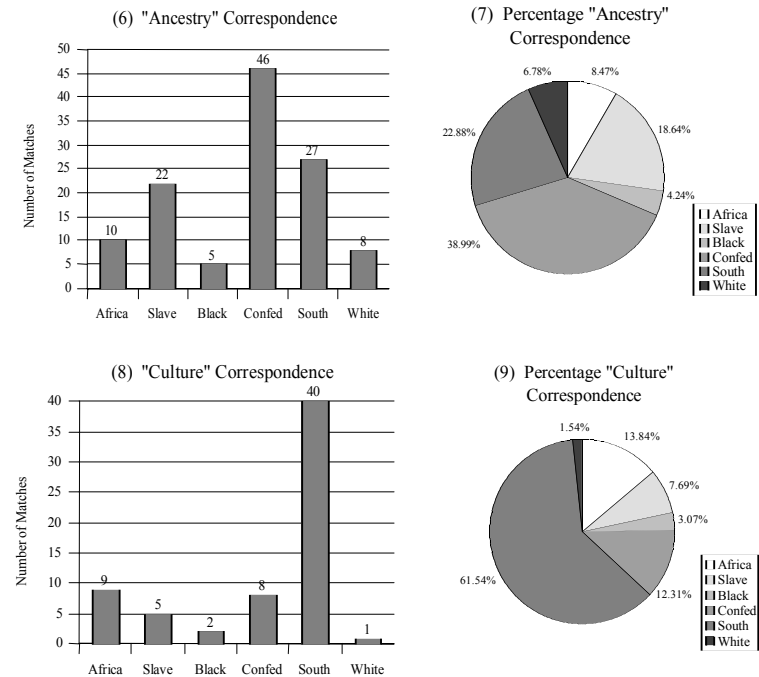 (6) "Ancestry" Correspondence
Number of Matches
50
45
40
35
30
25
20
15
10
5
0
10
22
5
46
27
8
Africa Slave Black Confed South White
(7) Percentage "Ancestry"
Correspondence
6.78%
8.47%
18.64%
4.24%
38.99%
22.88%
Africa
Slave
Black
Confed
South
White
(8) "Culture" Correspondence
Number of Matches
40
35
30
25
20
15
10
5
0
9
5
2
8
40
1
Africa Slave Black Confed South White
(9) Percentage "Culture"
Correspondence
1.54%
13.84%
7.69%
3.07%
12.31%
61.54%
Africa
Slave
Black
Confed
South
White